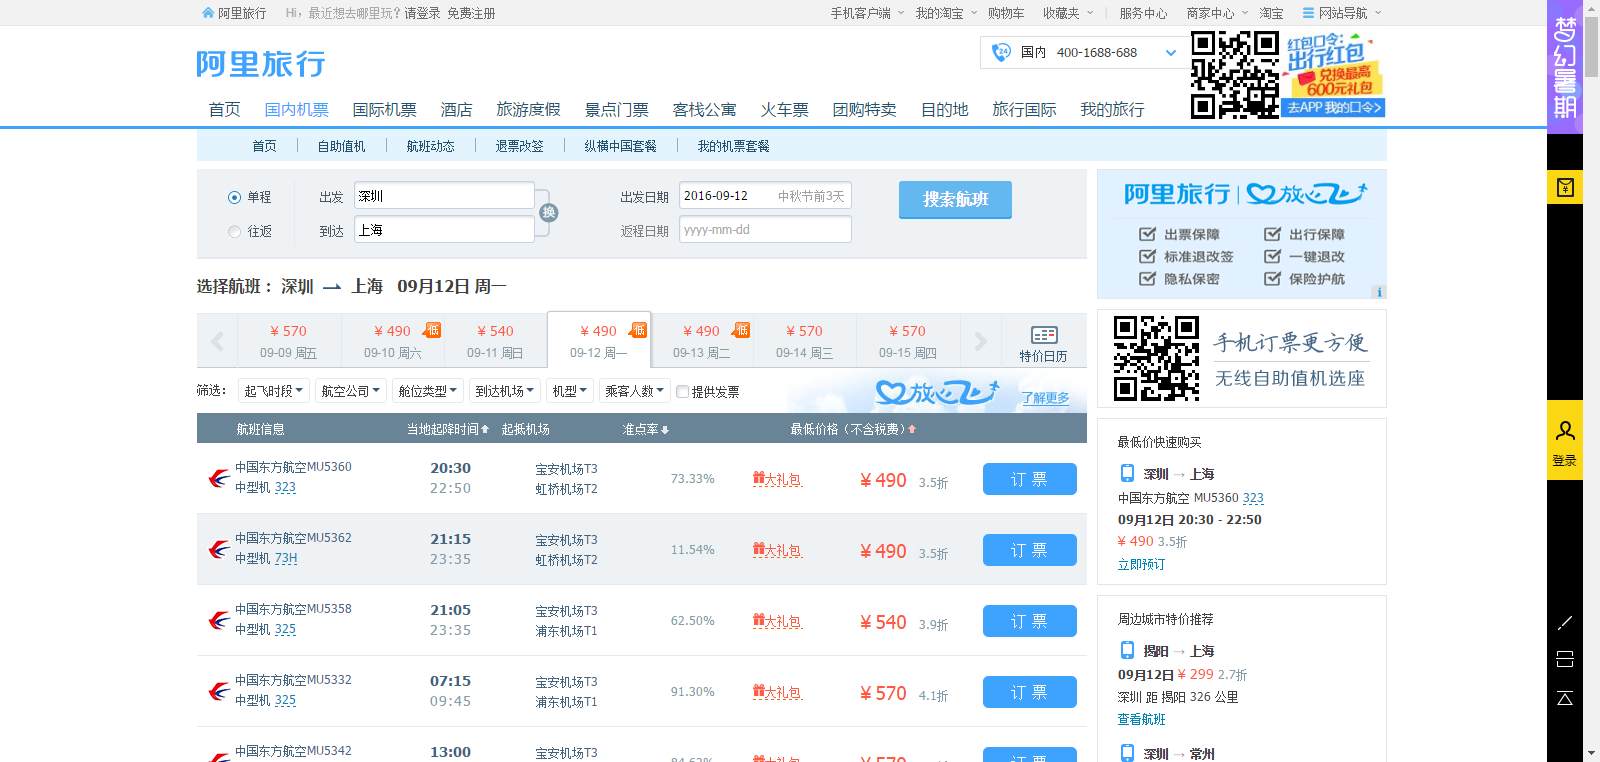 阿里旅行 Hi，最近想去哪里玩？请登录 免费注册 手机客户端 我的淘宝 购物车 收藏夹 服务中心 商家中心 淘宝 网站导航
阿里旅行
24 国内 400-1688-688
红包口令：
出行红包
兑换最高
600元礼包
去APP 我的口令>
梦幻暑期
首页 国内机票 国际机票 酒店 旅游度假 景点门票 客栈公寓 火车票 团购特卖 目的地 旅行国际 我的旅行
首页 自助值机 航班动态 退票改签 纵横中国套餐 我的机票套餐
单程 出发 深圳 出发日期 2016-09-12 中秋节前3天 搜索航班
换
往返 到达 上海 返程日期 yyyy-mm-dd
阿里旅行 放心飞
出票保障 出行保障
标准退改签 一键退改
隐私保密 保险护航
选择航班： 深圳 上海 09月12日 周一
¥ 570 ¥ 490 低 ¥ 540 ¥ 490 低 ¥ 490 低 ¥ 570 ¥ 570
09-09 周五 09-10 周六 09-11 周日 09-12 周一 09-13 周二 09-14 周三 09-15 周四 特价日历
手机订票更方便
无线自助值机选座
筛选： 起飞时段 航空公司 舱位类型 到达机场 机型 乘客人数 提供发票 放心飞 了解更多
航班信息 当地起降时间 起抵机场 准点率 最低价格（不含税费）
中国东方航空MU5360 20:30 宝安机场T3 73.33% 大礼包 ¥ 490 3.5折 订 票
中型机 323 22:50 虹桥机场T2
中国东方航空MU5362 21:15 宝安机场T3 11.54% 大礼包 ¥ 490 3.5折 订 票
中型机 73H 23:35 虹桥机场T2
中国东方航空MU5358 21:05 宝安机场T3 62.50% 大礼包 ¥ 540 3.9折 订 票
中型机 325 23:35 浦东机场T1
中国东方航空MU5332 07:15 宝安机场T3 91.30% 大礼包 ¥ 570 4.1折 订 票
中型机 325 09:45 浦东机场T1
中国东方航空MU5342 13:00 宝安机场T3
最低价快速购买
深圳 → 上海
中国东方航空 MU5360 323
09月12日 20:30 - 22:50
¥ 490 3.5折
立即预订
周边城市特价推荐
揭阳 → 上海
09月12日 ¥ 299 2.7折
深圳 距 揭阳 326 公里
查看航班
深圳 → 常州
登录